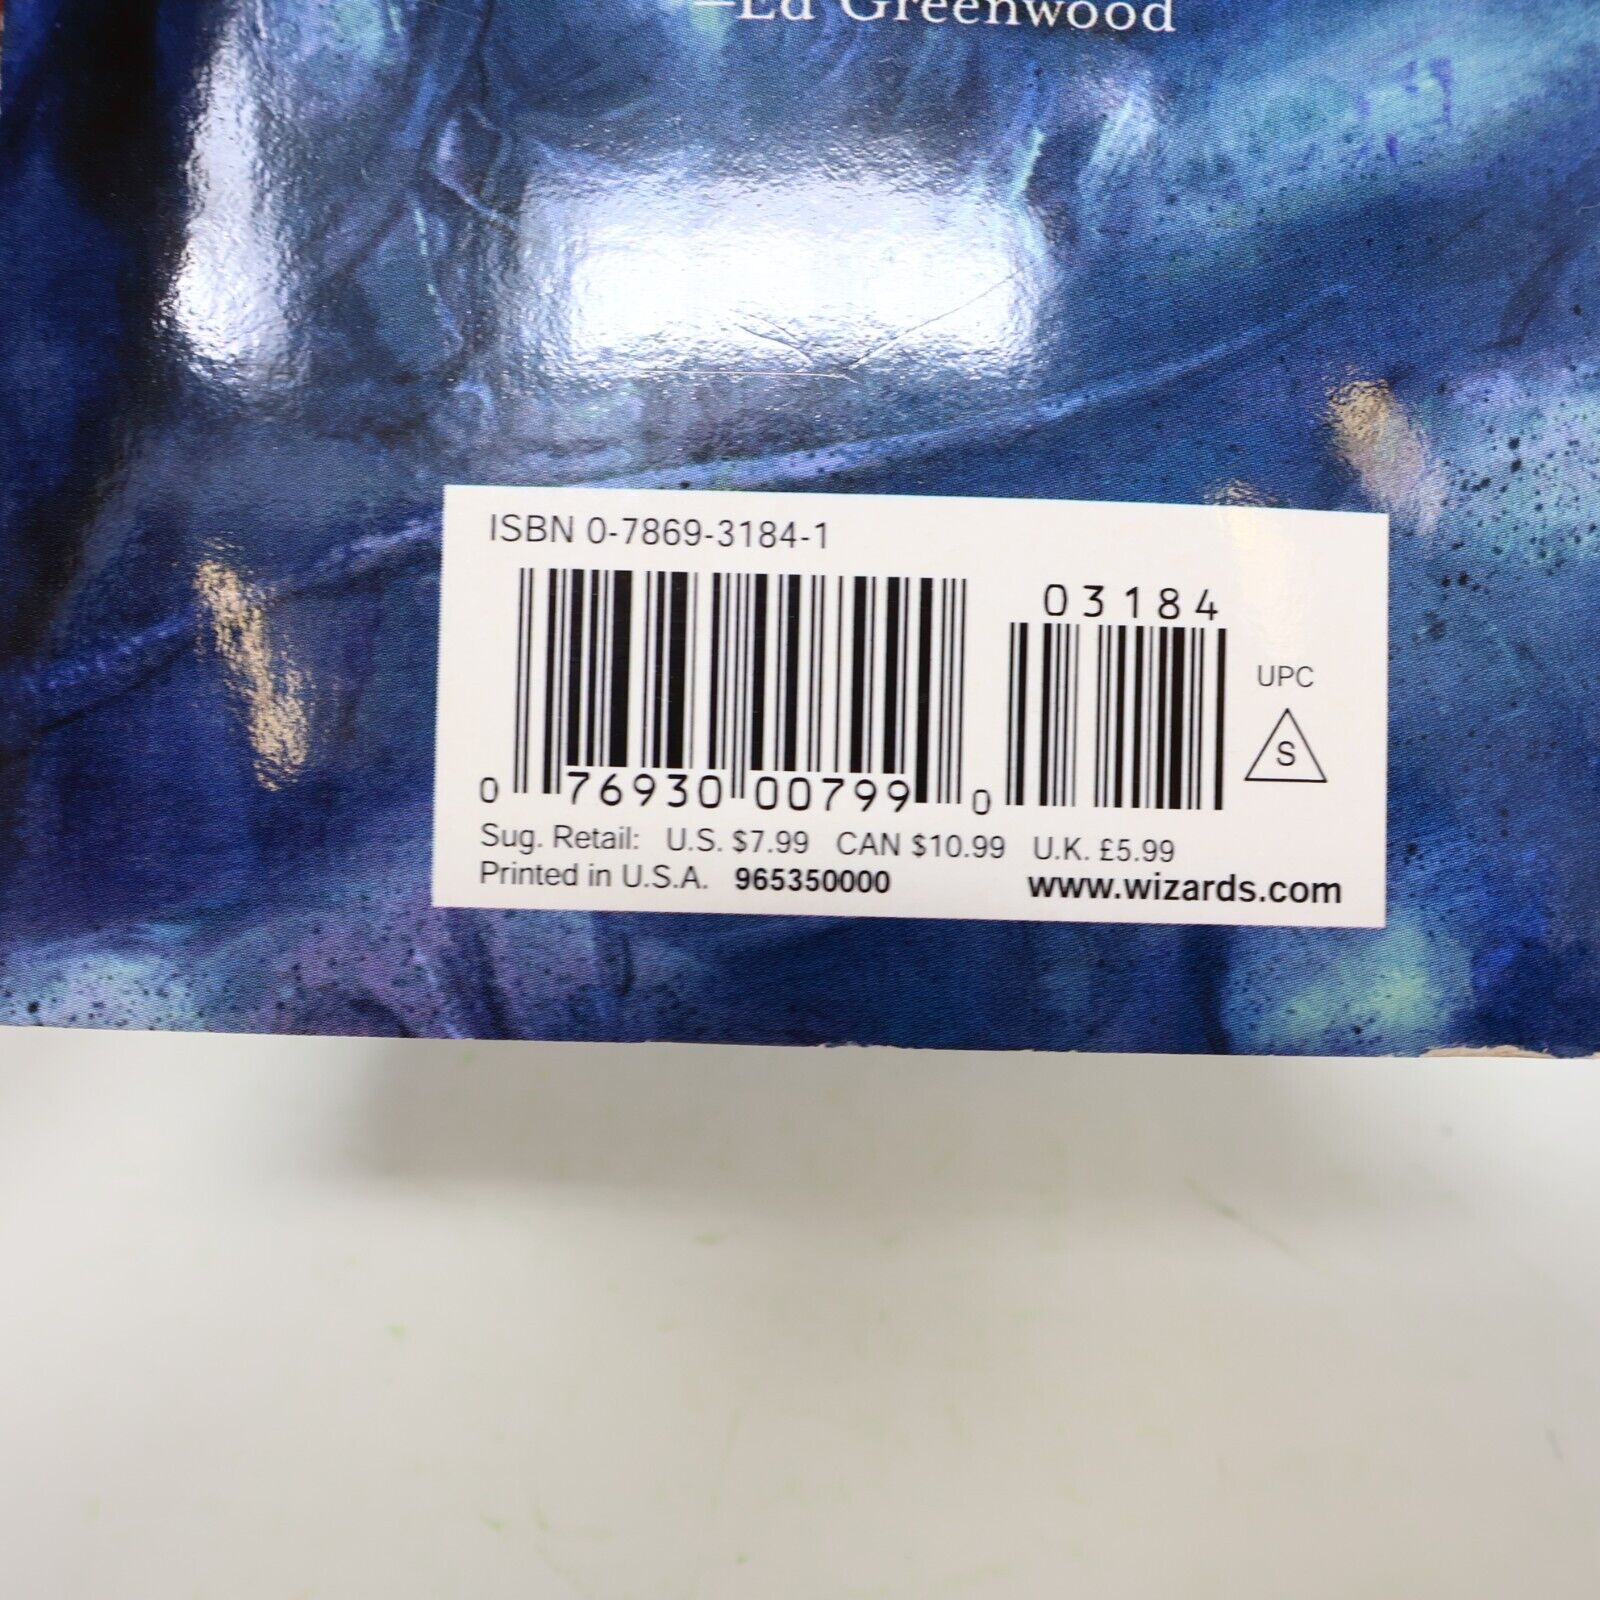 —Ed Greenwood
ISBN 0-7869-3184-1
03184
UPC
S
0 76930 00799 0
Sug. Retail: U.S. $7.99 CAN $10.99 U.K. £5.99
Printed in U.S.A. 965350000 www.wizards.com